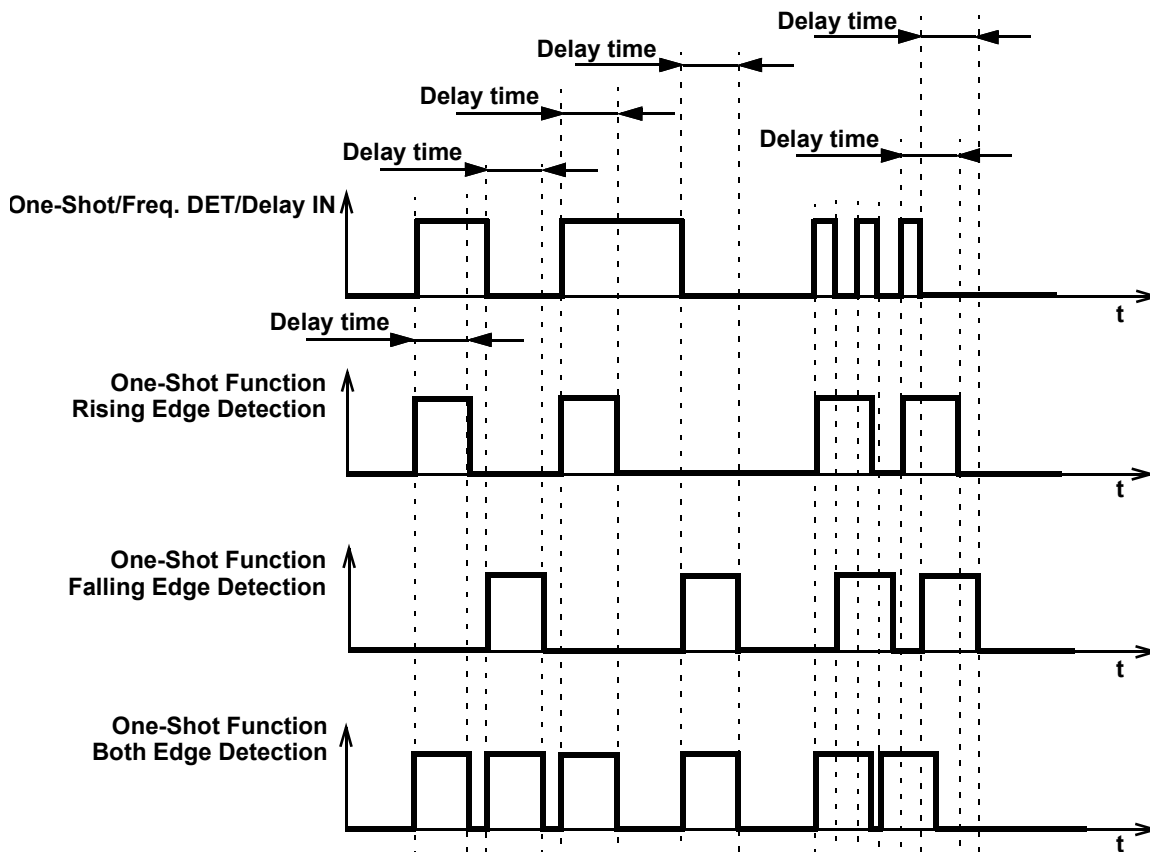 Delay time
Delay time
Delay time
Delay time
Delay time
One-Shot/Freq. DET/Delay IN
t
Delay time
One-Shot Function
Rising Edge Detection
t
One-Shot Function
Falling Edge Detection
t
One-Shot Function
Both Edge Detection
t